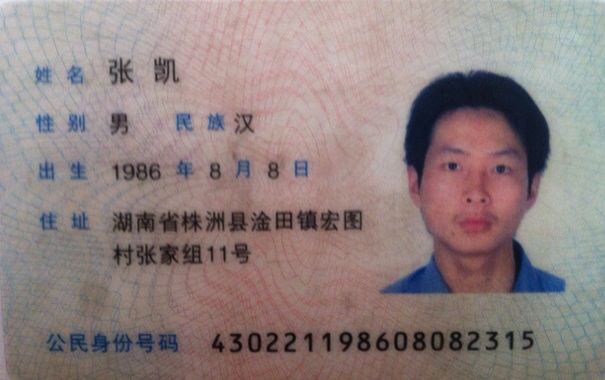 姓名 张凯
性别 男 民族 汉
出生 1986 年 8 月 8 日
住址 湖南省株洲县淦田镇宏图
村张家组11号
公民身份号码 430221198608082315